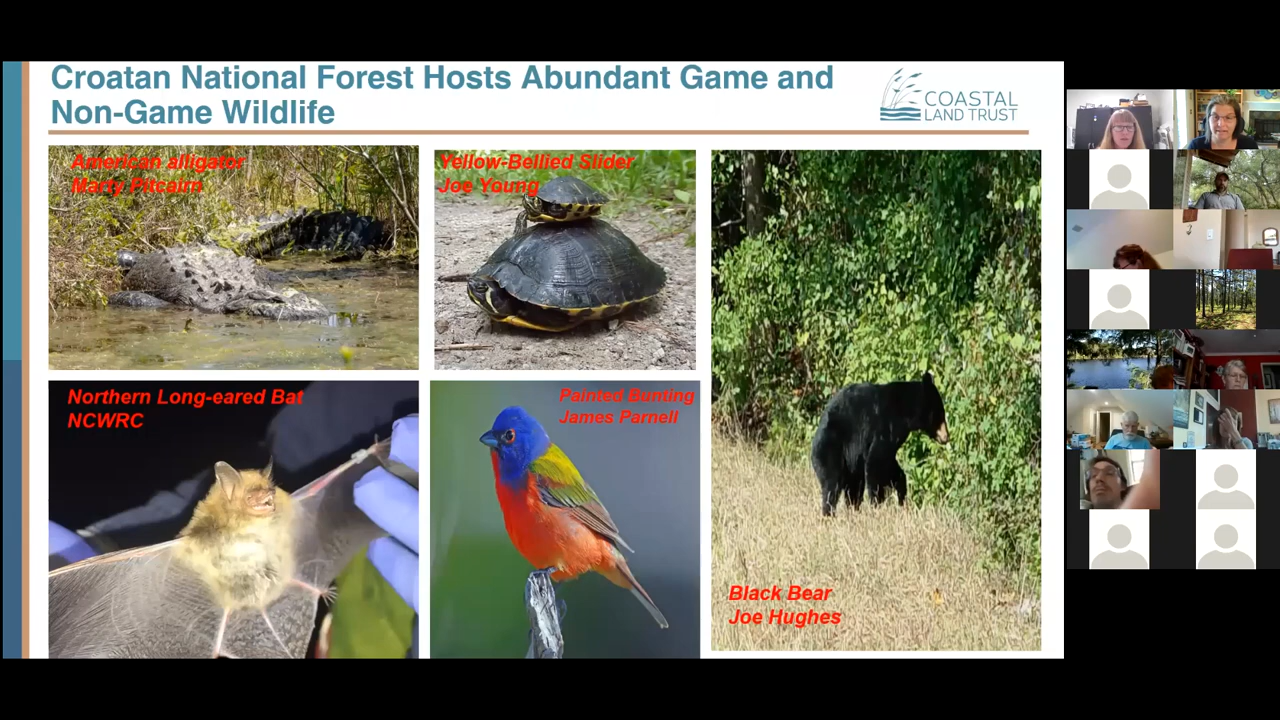 Croatan National Forest Hosts Abundant Game and
Non-Game Wildlife
COASTAL
LAND TRUST
American alligator
Marty Pitcairn
Yellow-Bellied Slider
Joe Young
Northern Long-eared Bat
NCWRC
Painted Bunting
James Parnell
Black Bear
Joe Hughes